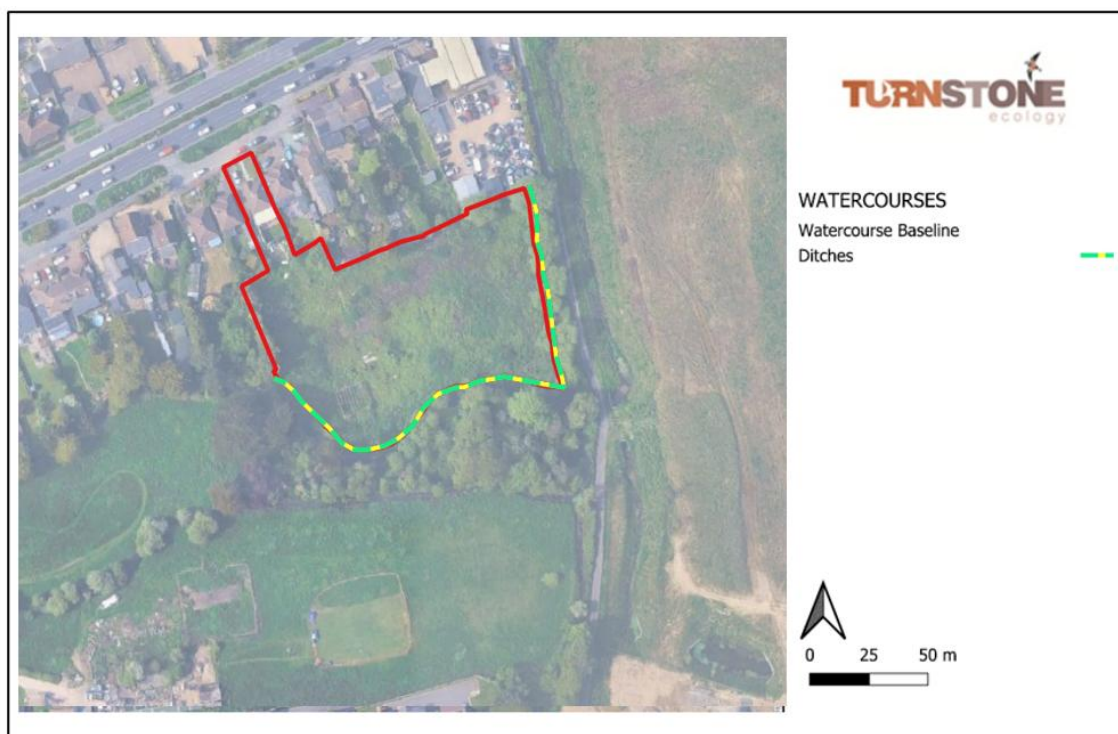 TURNSTONE
ecology
WATERCOURSES
Watercourse Baseline
Ditches
0 25 50 m